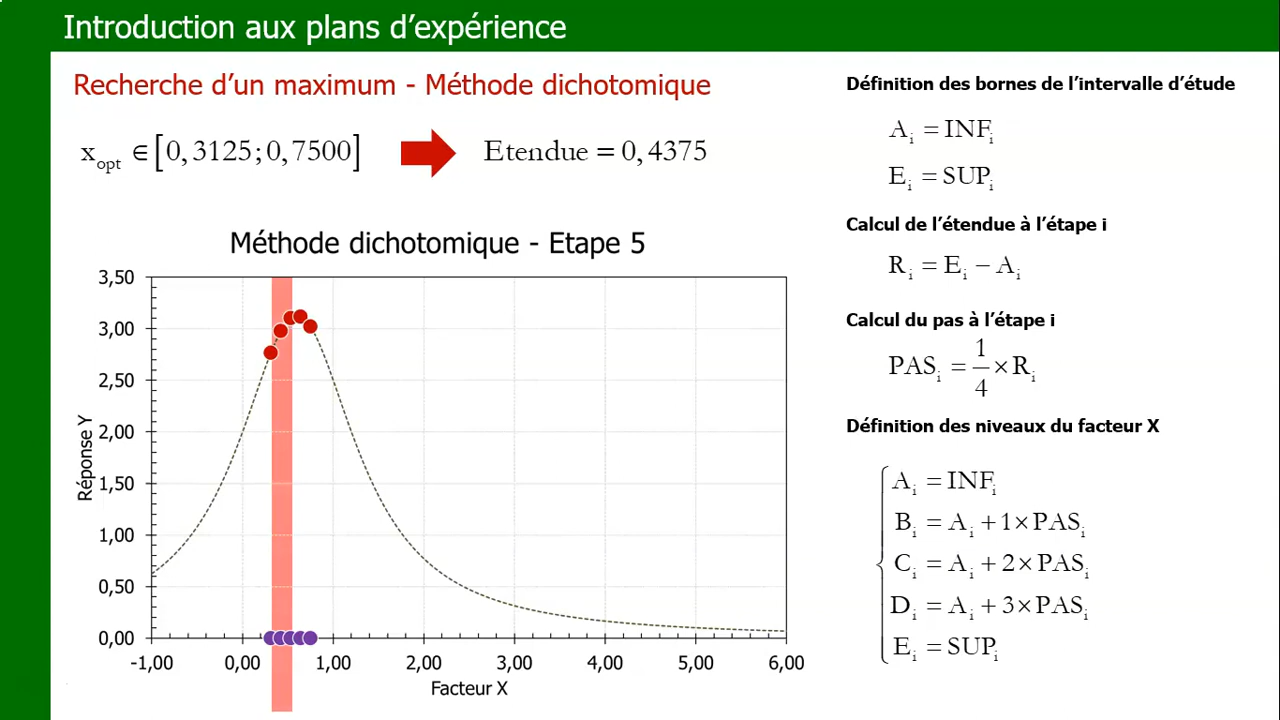 Introduction aux plans d’expérience
Recherche d’un maximum - Méthode dichotomique
x_opt ∈ [0,3125 ; 0,7500]
Etendue = 0,4375
Méthode dichotomique - Etape 5
3,50
3,00
2,50
2,00
1,50
1,00
0,50
0,00
Réponse Y
-1,00 0,00 1,00 2,00 3,00 4,00 5,00 6,00
Facteur X
Définition des bornes de l’intervalle d’étude
A_i = INF_i
E_i = SUP_i
Calcul de l’étendue à l’étape i
R_i = E_i − A_i
Calcul du pas à l’étape i
PAS_i = 1/4 × R_i
Définition des niveaux du facteur X
A_i = INF_i
B_i = A_i + 1 × PAS_i
C_i = A_i + 2 × PAS_i
D_i = A_i + 3 × PAS_i
E_i = SUP_i